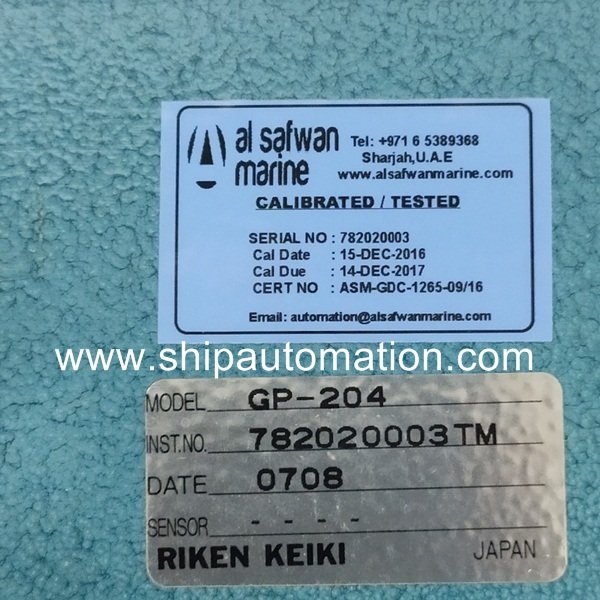 al safwan marine
Tel: +971 6 5389368
Sharjah,U.A.E
www.alsafwanmarine.com
CALIBRATED / TESTED
SERIAL NO : 782020003
Cal Date : 15-DEC-2016
Cal Due : 14-DEC-2017
CERT NO : ASM-GDC-1265-09/16
Email: automation@alsafwanmarine.com
www.shipautomation.com
MODEL GP-204
INST.NO. 782020003TM
DATE 0708
SENSOR - - - -
RIKEN KEIKI JAPAN